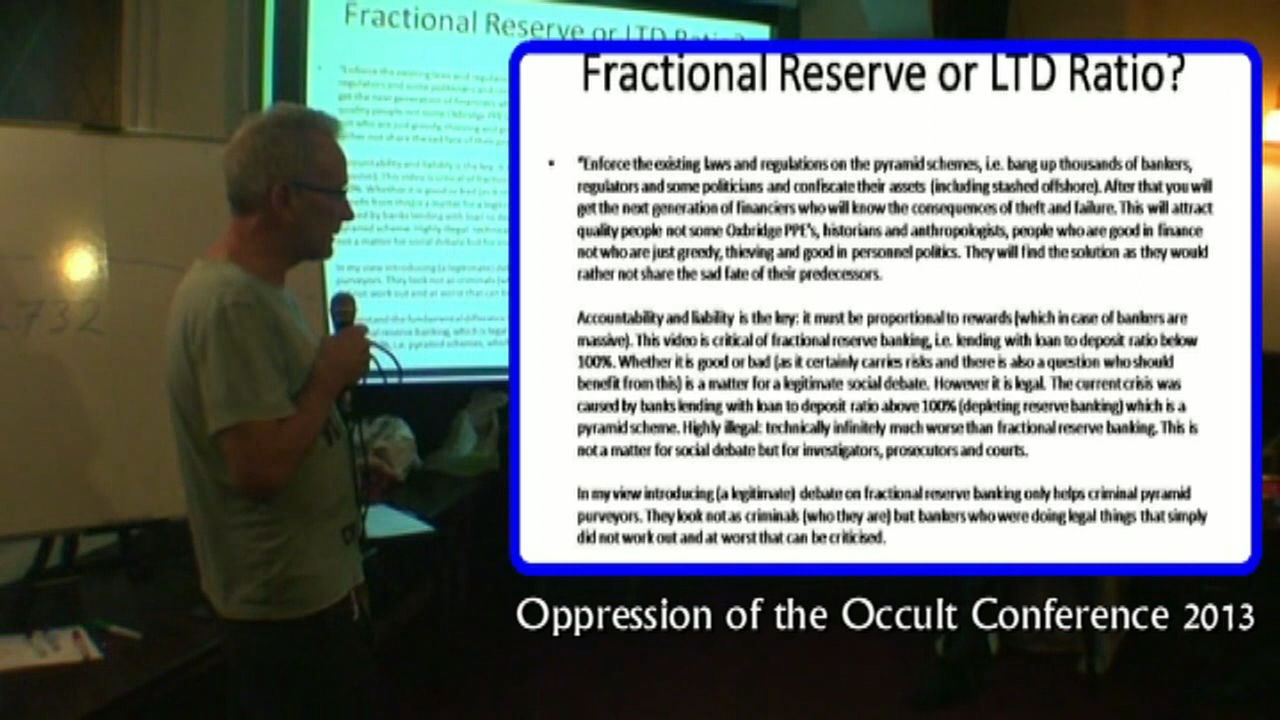 Fractional Reserve or LTD Ratio?
Fractional Reserve or LTD Ratio?
• "Enforce the existing laws and regulations on the pyramid schemes, i.e. bang up thousands of bankers,
regulators and some politicians and confiscate their assets (including stashed offshore). After that you will
get the next generation of financiers who will know the consequences of theft and failure. This will attract
quality people not some Oxbridge PPE's, historians and anthropologists, people who are good in finance
not who are just greedy, thieving and good in personnel politics. They will find the solution as they would
rather not share the sad fate of their predecessors.
Accountability and liability is the key: it must be proportional to rewards (which in case of bankers are
massive). This video is critical of fractional reserve banking, i.e. lending with loan to deposit ratio below
100%. Whether it is good or bad (as it certainly carries risks and there is also a question who should
benefit from this) is a matter for a legitimate social debate. However it is legal. The current crisis was
caused by banks lending with loan to deposit ratio above 100% (depleting reserve banking) which is a
pyramid scheme. Highly illegal: technically infinitely much worse than fractional reserve banking. This is
not a matter for social debate but for investigators, prosecutors and courts.
In my view introducing (a legitimate) debate on fractional reserve banking only helps criminal pyramid
purveyors. They look not as criminals (who they are) but bankers who were doing legal things that simply
did not work out and at worst that can be criticised.
Oppression of the Occult Conference 2013
732